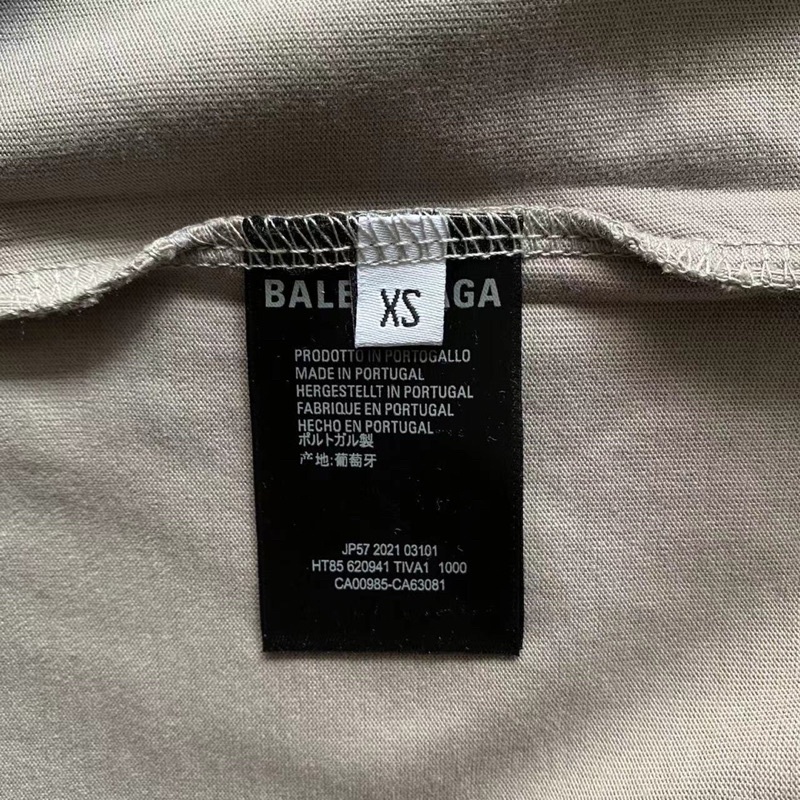 BALE AGA
XS
PRODOTTO IN PORTOGALLO
MADE IN PORTUGAL
HERGESTELLT IN PORTUGAL
FABRIQUE EN PORTUGAL
HECHO EN PORTUGAL
ポルトガル製
产地:葡萄牙
JP57 2021 03101
HT85 620941 TIVA1 1000
CA00985-CA63081